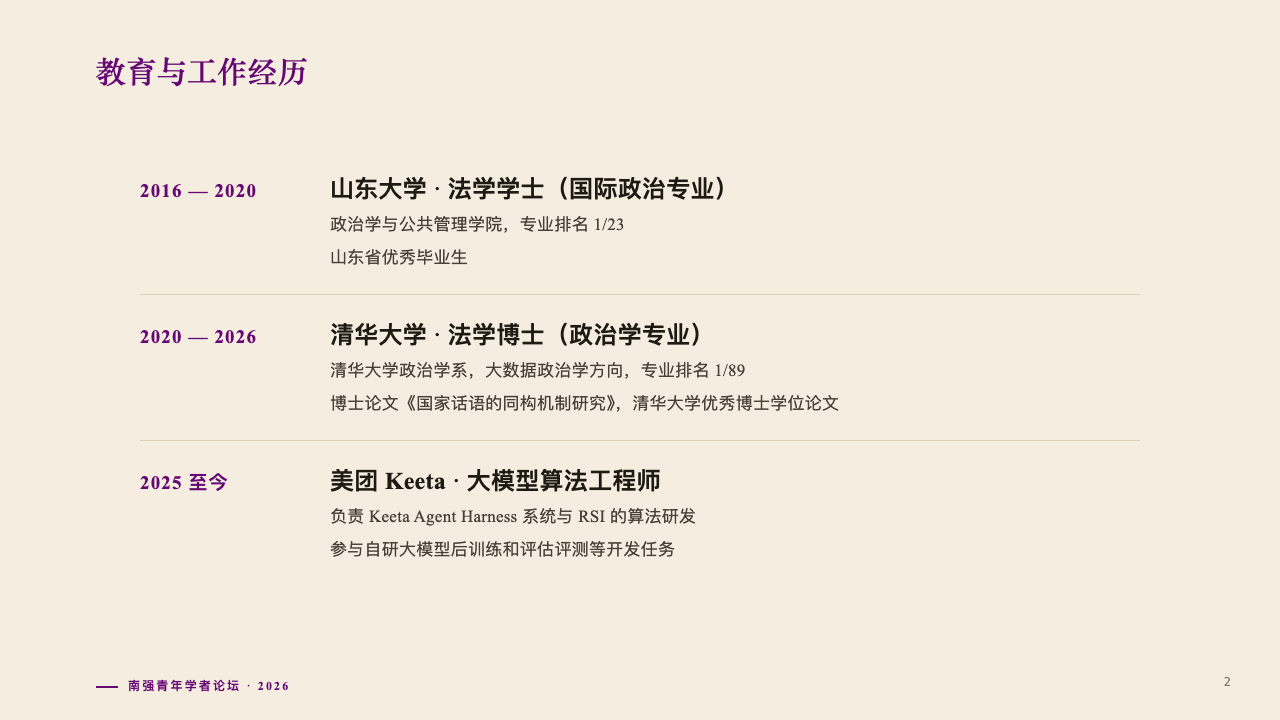 教育与工作经历
2016 — 2020
山东大学 · 法学学士（国际政治专业）
政治学与公共管理学院，专业排名 1/23
山东省优秀毕业生
2020 — 2026
清华大学 · 法学博士（政治学专业）
清华大学政治学系，大数据政治学方向，专业排名 1/89
博士论文《国家话语的同构机制研究》，清华大学优秀博士学位论文
2025 至今
美团 Keeta · 大模型算法工程师
负责 Keeta Agent Harness 系统与 RSI 的算法研发
参与自研大模型后训练和评估评测等开发任务
南强青年学者论坛 · 2026
2